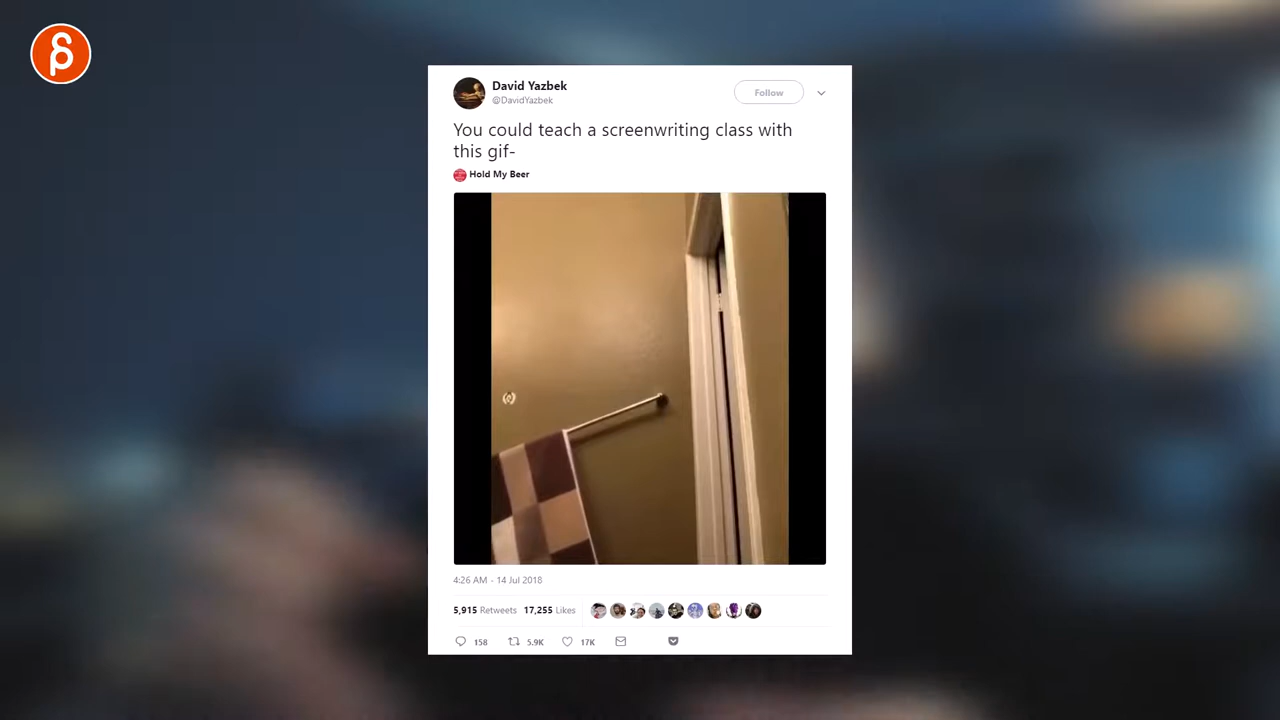 David Yazbek
@DavidYazbek
Follow
You could teach a screenwriting class with
this gif-
Hold My Beer
4:26 AM - 14 Jul 2018
5,915 Retweets 17,255 Likes
158 5.9K 17K